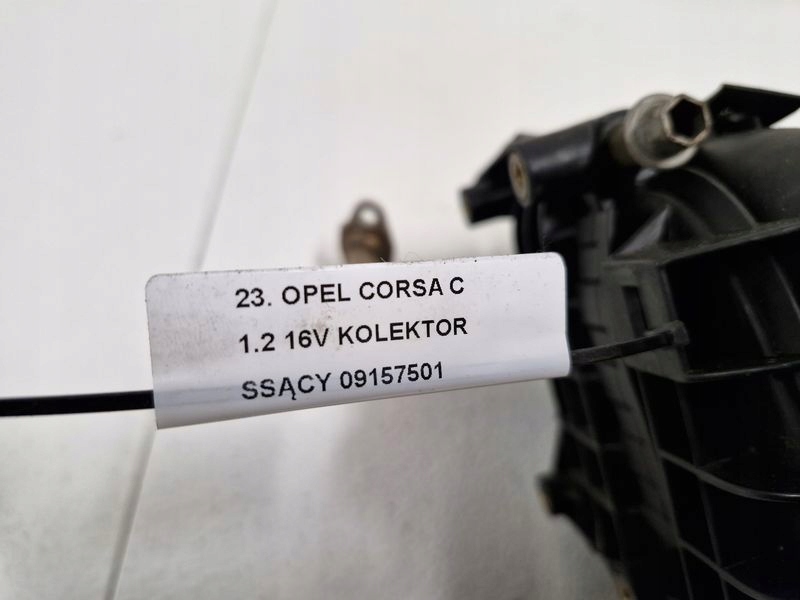 23. OPEL CORSA C
1.2 16V KOLEKTOR
SSĄCY 09157501